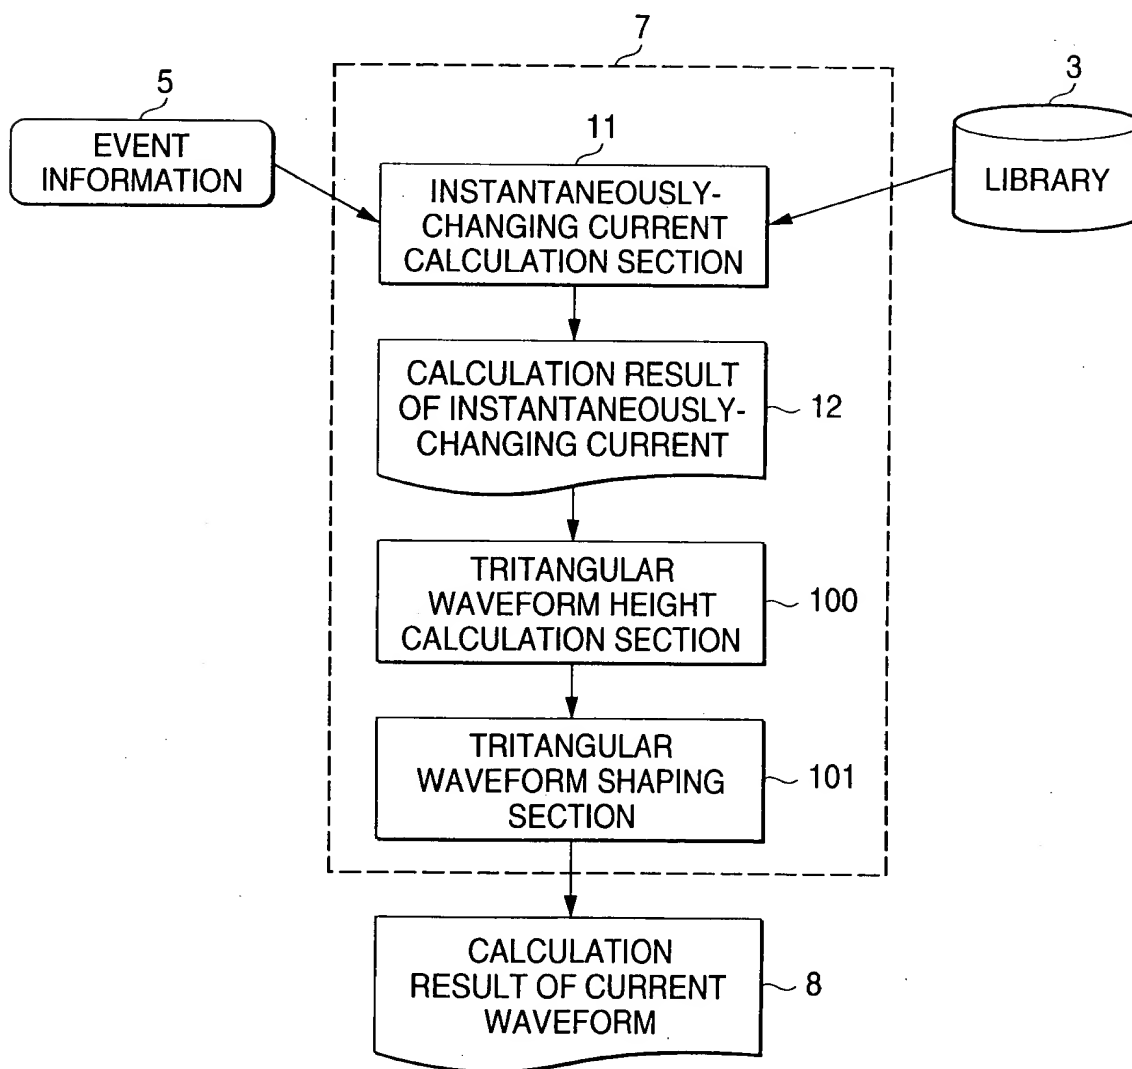 7
5
3
EVENT
INFORMATION
11
LIBRARY
INSTANTANEOUSLY-
CHANGING CURRENT
CALCULATION SECTION
CALCULATION RESULT
OF INSTANTANEOUSLY-
CHANGING CURRENT
12
TRITANGULAR
WAVEFORM HEIGHT
CALCULATION SECTION
100
TRITANGULAR
WAVEFORM SHAPING
SECTION
101
CALCULATION
RESULT OF CURRENT
WAVEFORM
8